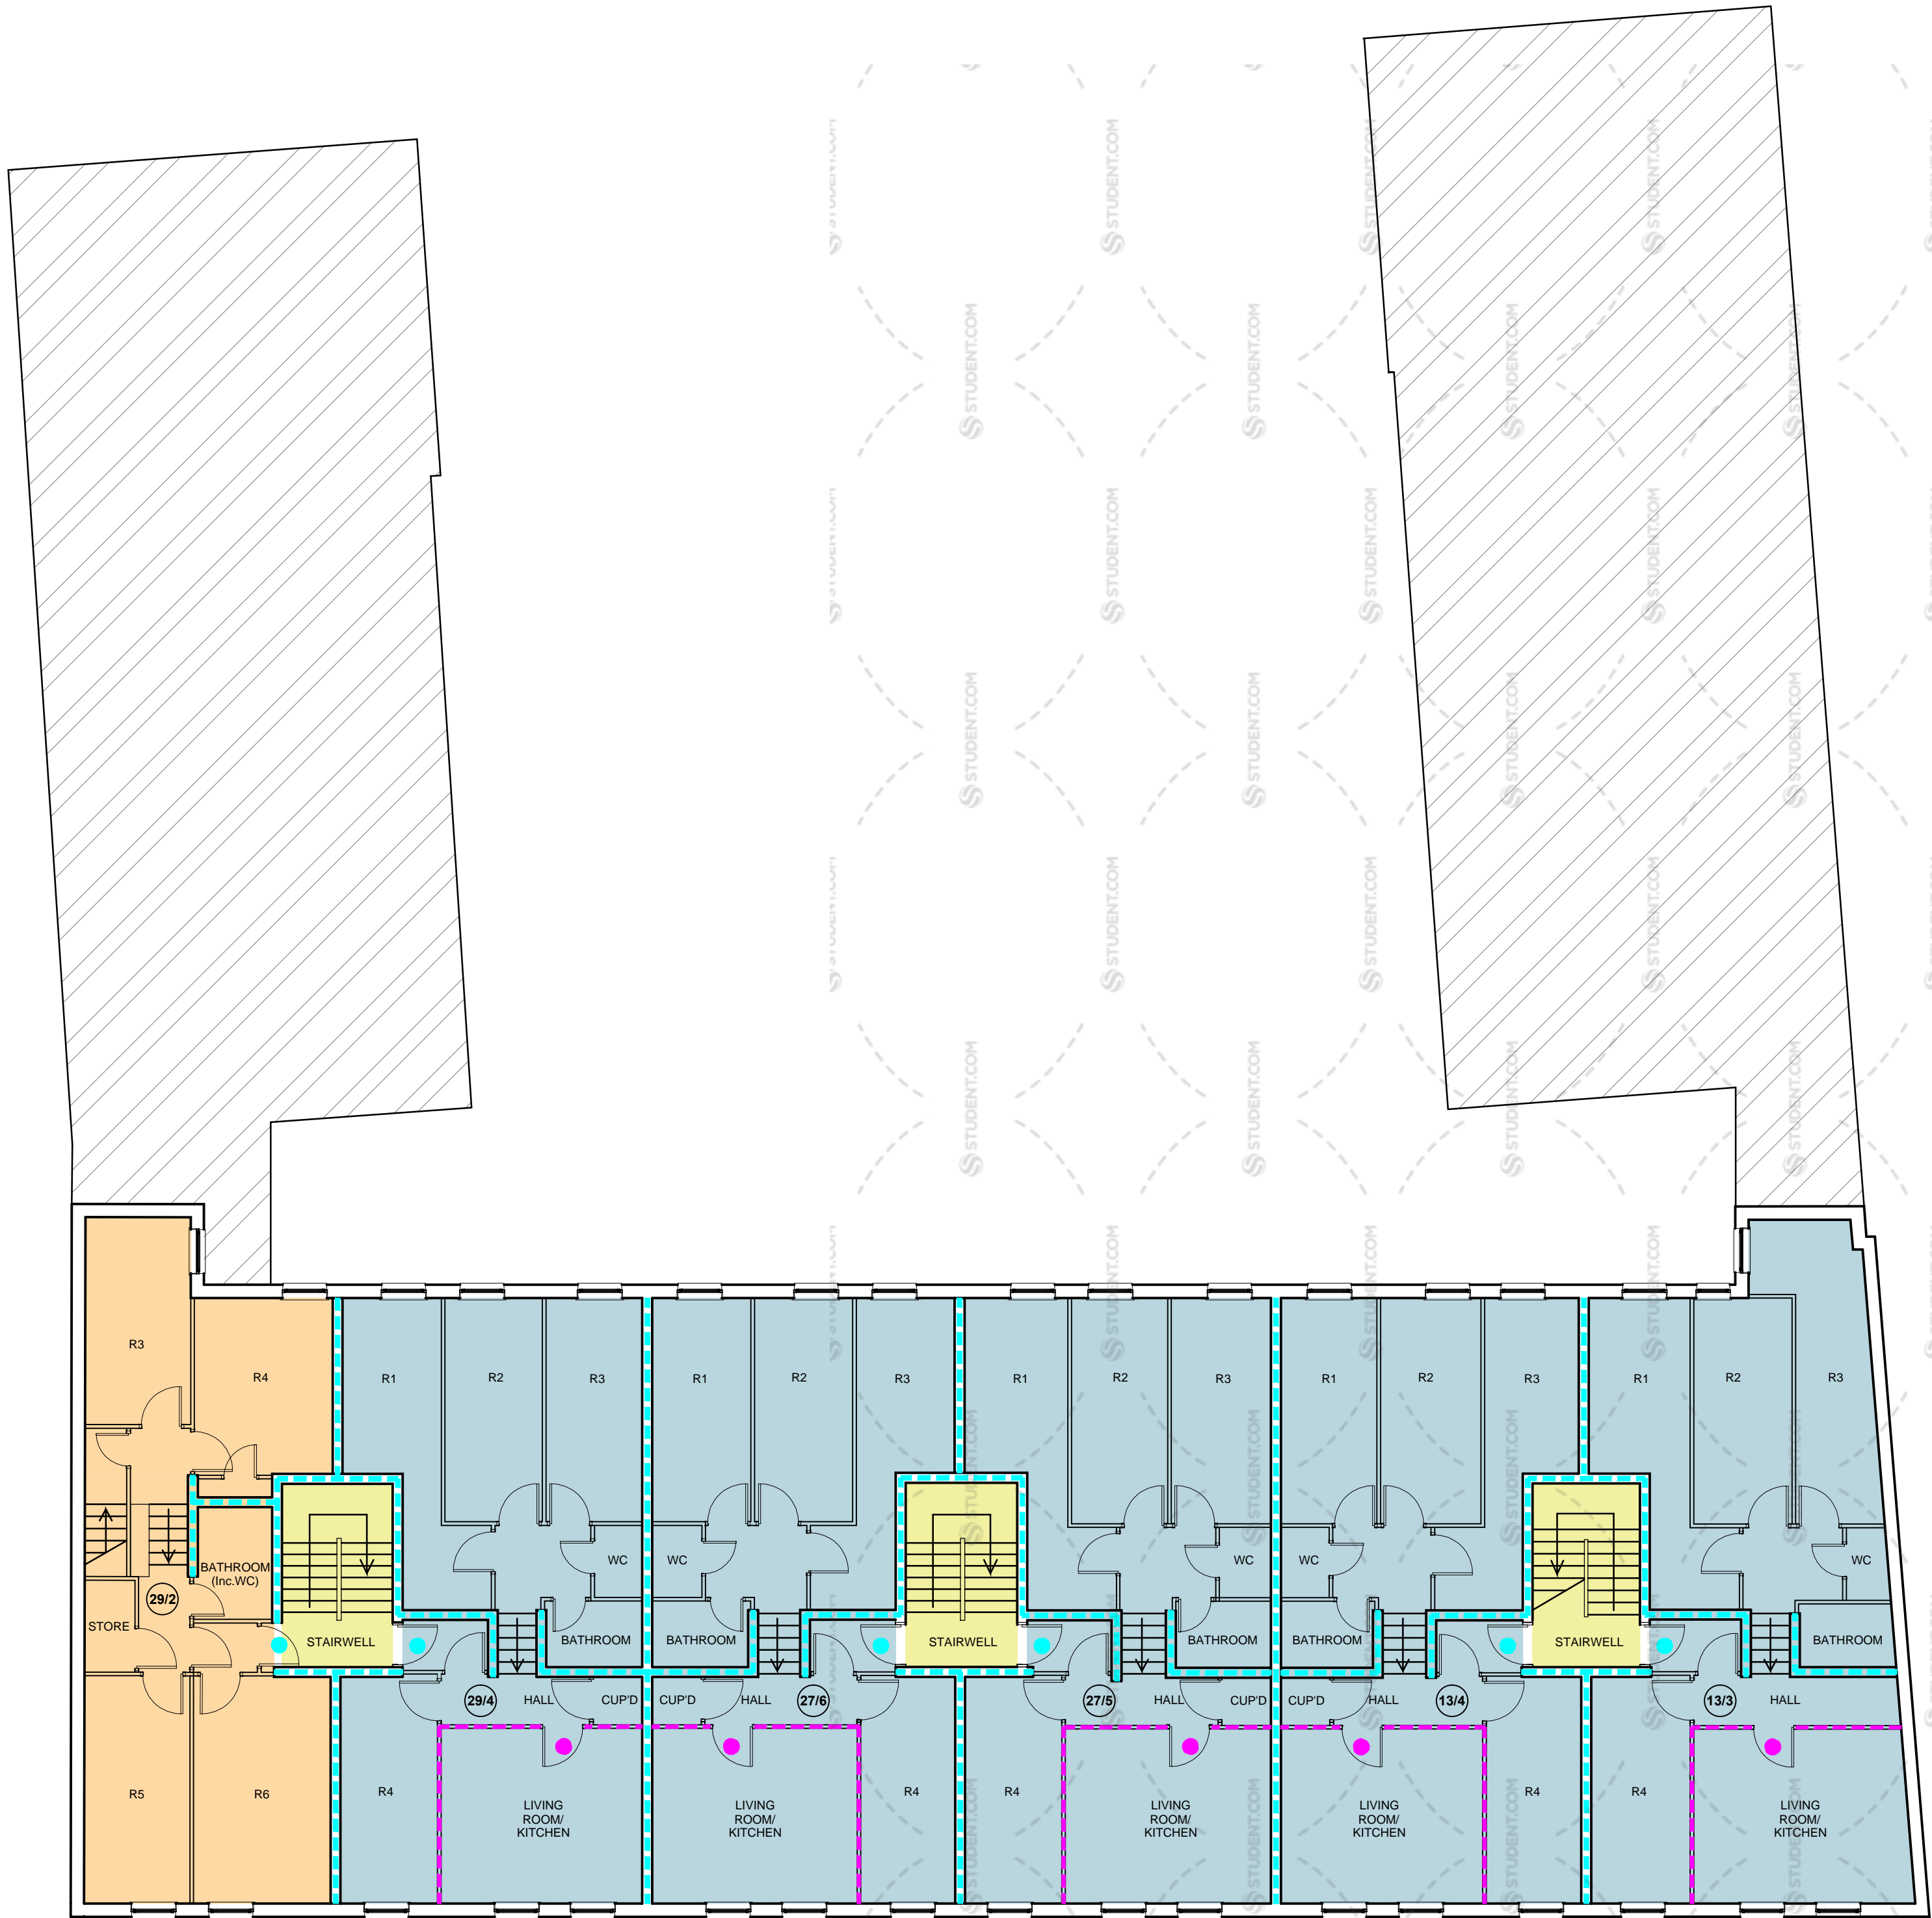 R3
R4
R1
R2
R3
R1
R2
R3
R1
R2
R3
R1
R2
R3
R1
R2
R3
BATHROOM
(Inc.WC)
29/2
STORE
STAIRWELL
WC
BATHROOM
WC
BATHROOM
STAIRWELL
WC
BATHROOM
WC
BATHROOM
STAIRWELL
WC
BATHROOM
29/4
HALL
CUP'D
CUP'D
HALL
27/6
27/5
HALL
CUP'D
CUP'D
HALL
13/4
13/3
HALL
R5
R6
R4
LIVING
ROOM/
KITCHEN
LIVING
ROOM/
KITCHEN
R4
R4
LIVING
ROOM/
KITCHEN
LIVING
ROOM/
KITCHEN
R4
R4
LIVING
ROOM/
KITCHEN
STUDENT.COM